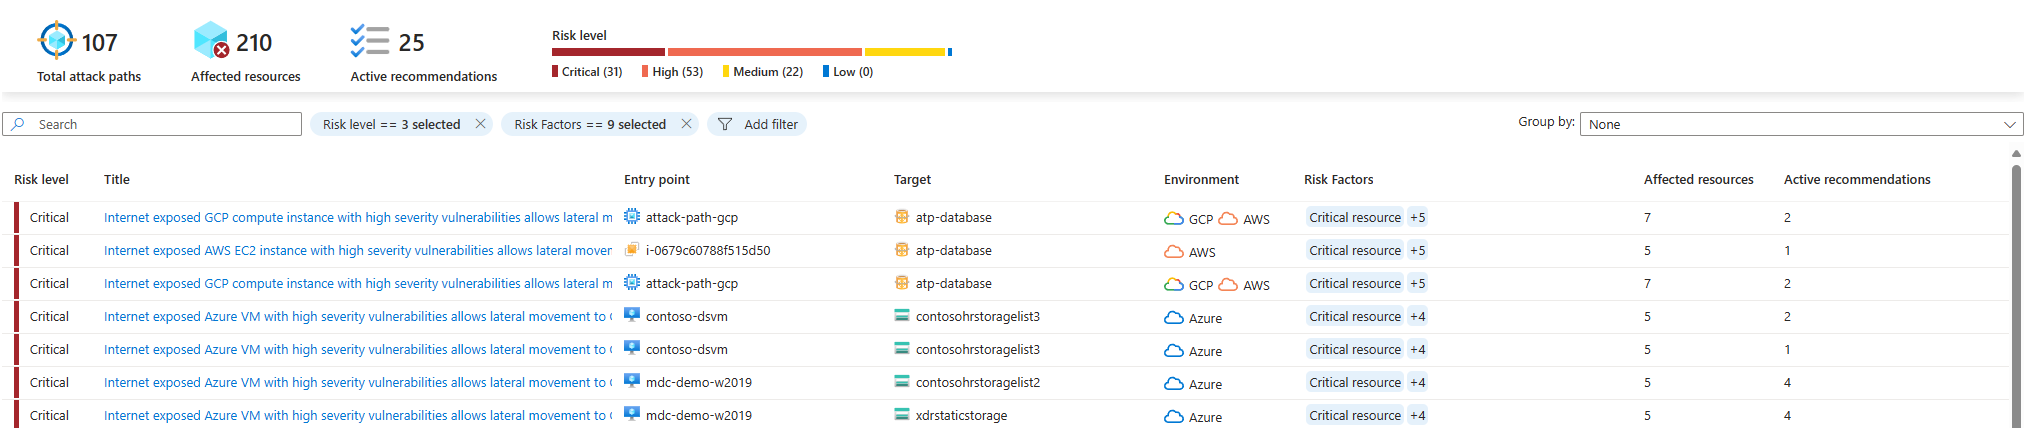 107
Total attack paths
210
Affected resources
25
Active recommendations
Risk level
Critical (31) High (53) Medium (22) Low (0)
Search
Risk level == 3 selected
Risk Factors == 9 selected
Add filter
Group by: None
Risk level Title Entry point Target Environment Risk Factors Affected resources Active recommendations
Critical Internet exposed GCP compute instance with high severity vulnerabilities allows lateral m attack-path-gcp atp-database GCP AWS Critical resource +5 7 2
Critical Internet exposed AWS EC2 instance with high severity vulnerabilities allows lateral mover i-0679c60788f515d50 atp-database AWS Critical resource +5 5 1
Critical Internet exposed GCP compute instance with high severity vulnerabilities allows lateral m attack-path-gcp atp-database GCP AWS Critical resource +5 7 2
Critical Internet exposed Azure VM with high severity vulnerabilities allows lateral movement to contoso-dsvm contosohrstoragelist3 Azure Critical resource +4 5 2
Critical Internet exposed Azure VM with high severity vulnerabilities allows lateral movement to contoso-dsvm contosohrstoragelist3 Azure Critical resource +4 5 1
Critical Internet exposed Azure VM with high severity vulnerabilities allows lateral movement to mdc-demo-w2019 contosohrstoragelist2 Azure Critical resource +4 5 4
Critical Internet exposed Azure VM with high severity vulnerabilities allows lateral movement to mdc-demo-w2019 xdrstaticstorage Azure Critical resource +4 5 4